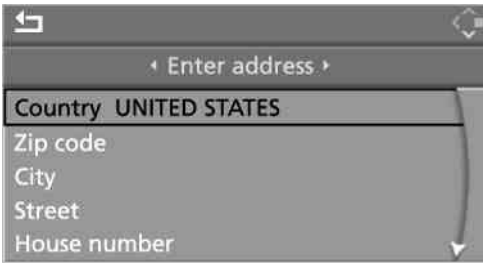 Enter address
Country UNITED STATES
Zip code
City
Street
House number